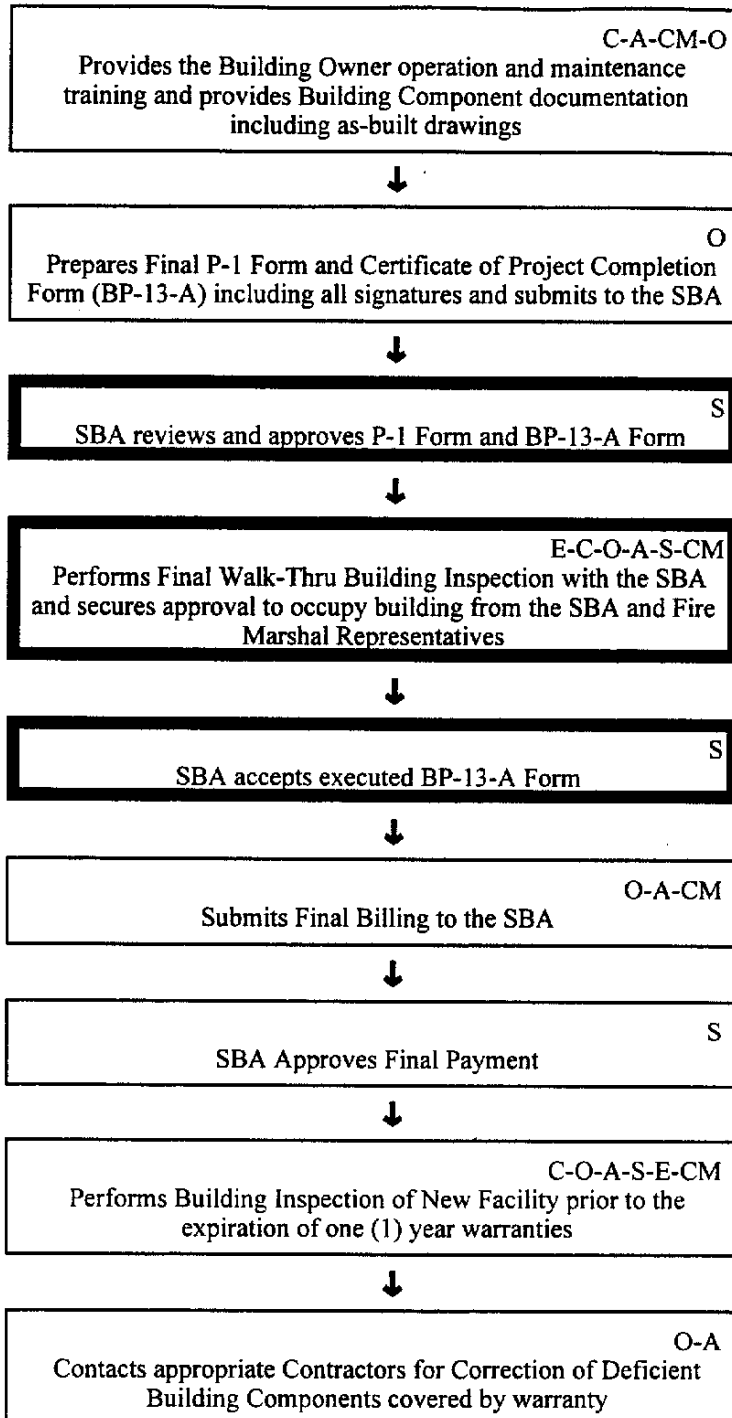 C-A-CM-O
Provides the Building Owner operation and maintenance
training and provides Building Component documentation
including as-built drawings
O
Prepares Final P-1 Form and Certificate of Project Completion
Form (BP-13-A) including all signatures and submits to the SBA
S
SBA reviews and approves P-1 Form and BP-13-A Form
E-C-O-A-S-CM
Performs Final Walk-Thru Building Inspection with the SBA
and secures approval to occupy building from the SBA and Fire
Marshal Representatives
S
SBA accepts executed BP-13-A Form
O-A-CM
Submits Final Billing to the SBA
S
SBA Approves Final Payment
C-O-A-S-E-CM
Performs Building Inspection of New Facility prior to the
expiration of one (1) year warranties
O-A
Contacts appropriate Contractors for Correction of Deficient
Building Components covered by warranty